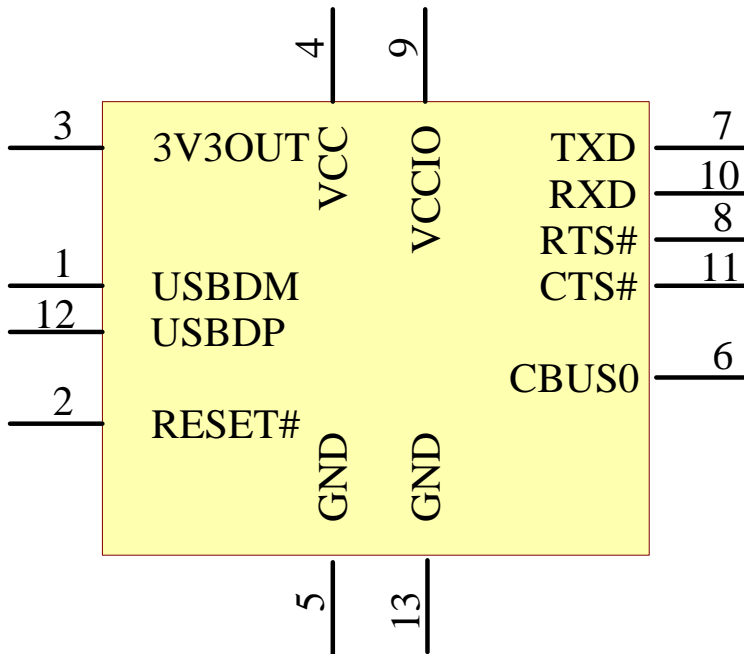 4
9
3
3V3OUT
VCC
VCCIO
TXD
7
RXD
10
RTS#
8
1
USBDM
CTS#
11
12
USBDP
CBUS0
6
2
RESET#
GND
GND
5
13